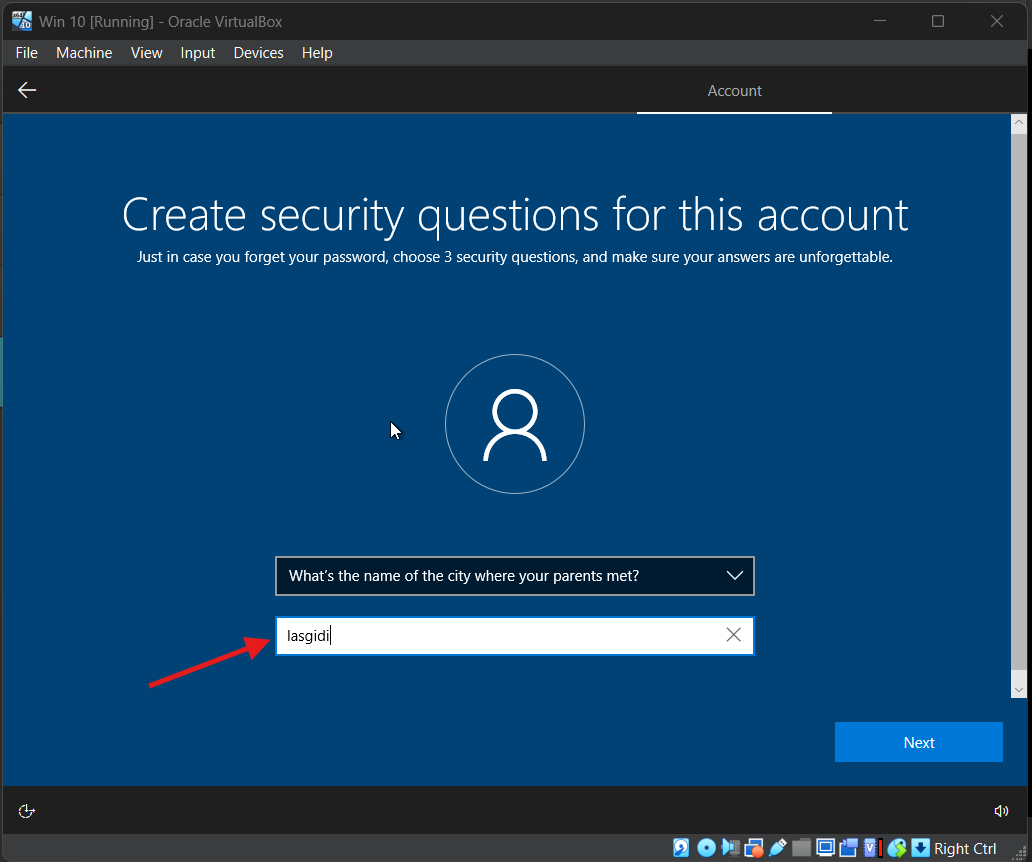 Win 10 [Running] - Oracle VirtualBox
File Machine View Input Devices Help
Account
Create security questions for this account
Just in case you forget your password, choose 3 security questions, and make sure your answers are unforgettable.
What's the name of the city where your parents met?
lasgidi
Next
Right Ctrl